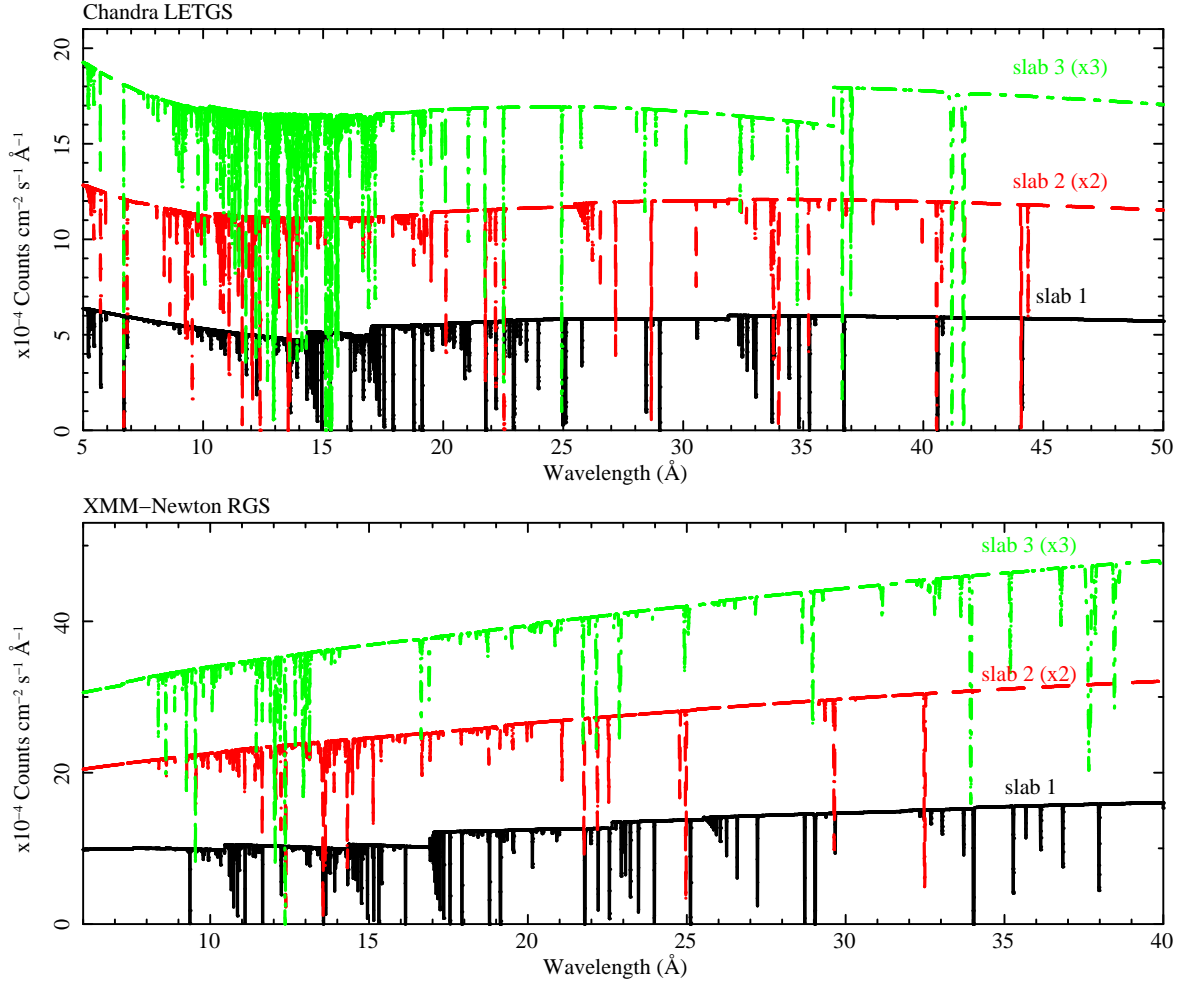 Chandra LETGS
20
15
10
5
0
×10⁻⁴ Counts cm⁻² s⁻¹ Å⁻¹
slab 3 (x3)
slab 2 (x2)
slab 1
5 10 15 20 25 30 35 40 45 50
Wavelength (Å)
XMM−Newton RGS
40
20
0
x10⁻⁴ Counts cm⁻² s⁻¹ Å⁻¹
slab 3 (x3)
slab 2 (x2)
slab 1
10 15 20 25 30 35 40
Wavelength (Å)